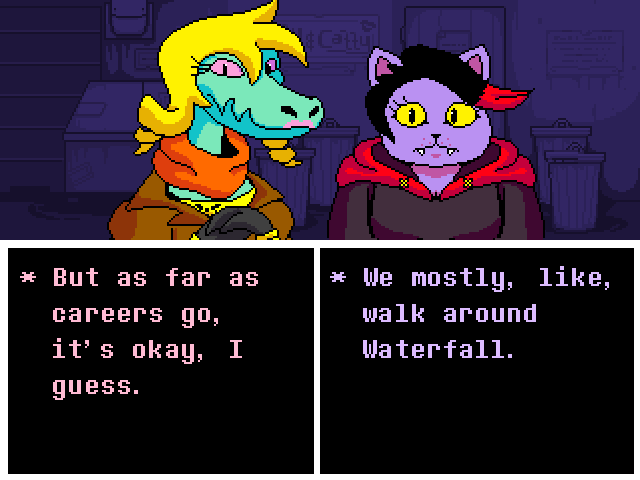 * But as far as
careers go,
it's okay, I
guess.
* We mostly, like,
walk around
Waterfall.